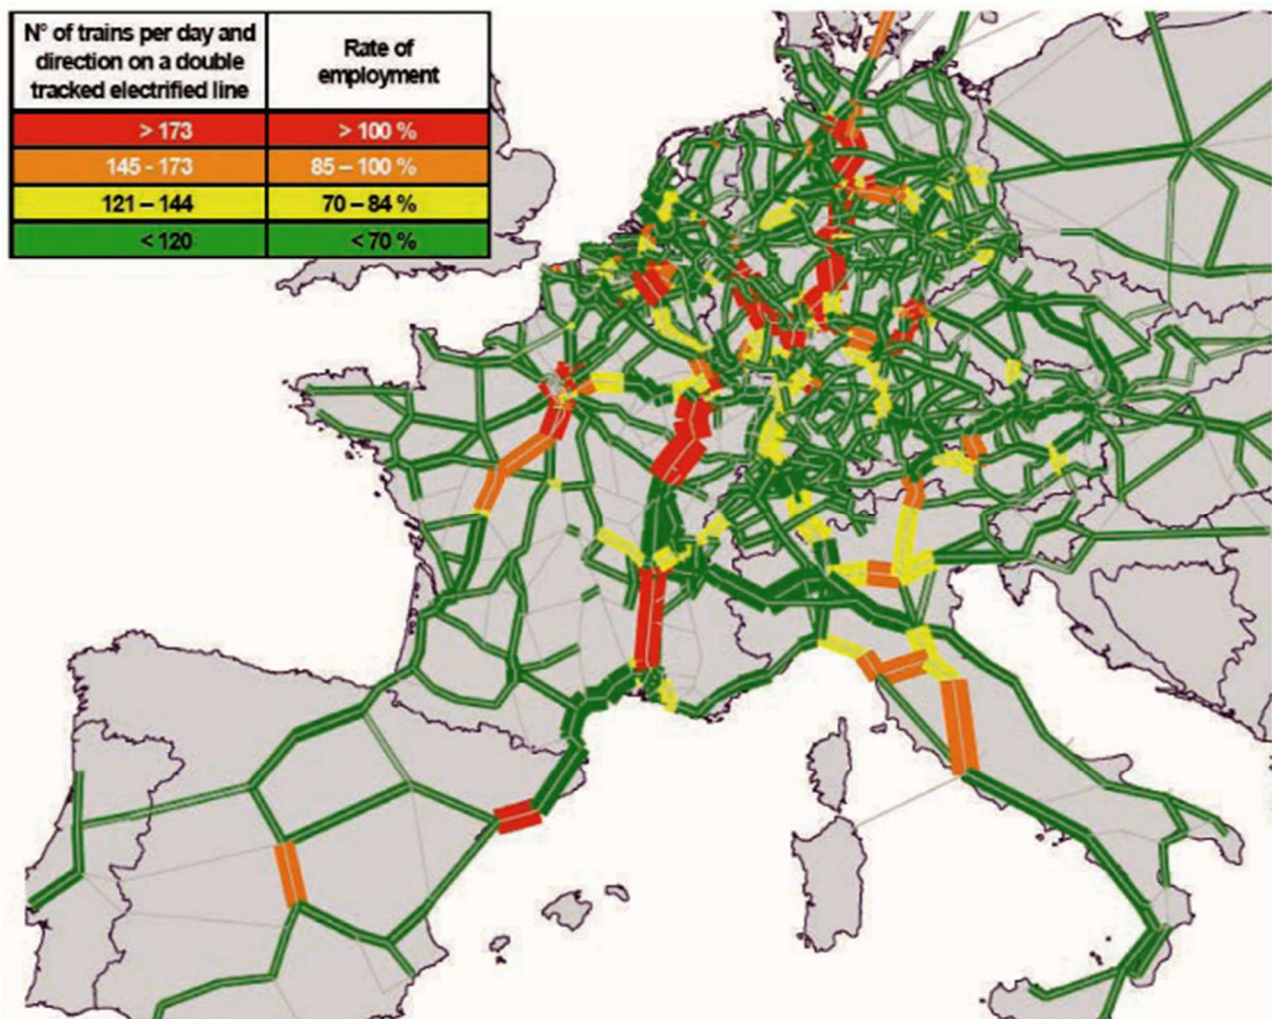 N° of trains per day and
direction on a double
tracked electrified line
Rate of
employment
> 173
> 100 %
145 - 173
85 – 100 %
121 – 144
70 – 84 %
< 120
< 70 %